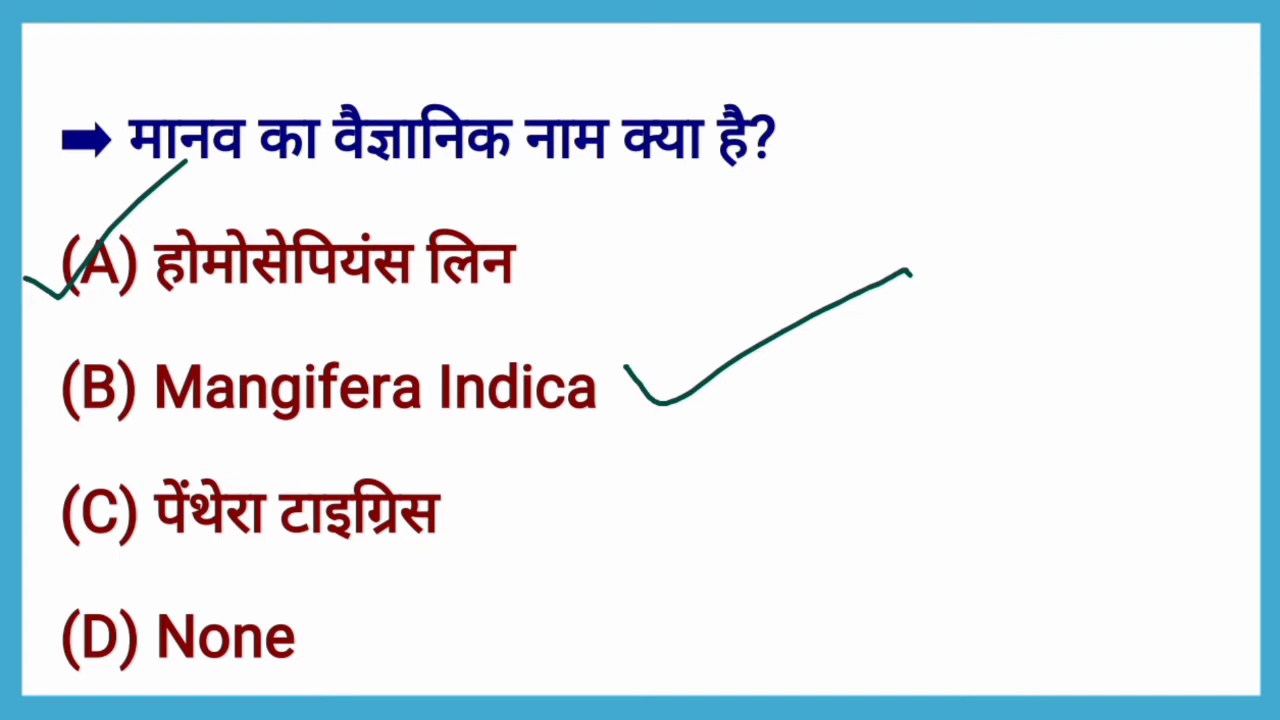 ➡ मानव का वैज्ञानिक नाम क्या है?
(A) होमोसेपियंस लिन
(B) Mangifera Indica
(C) पेंथेरा टाइग्रिस
(D) None